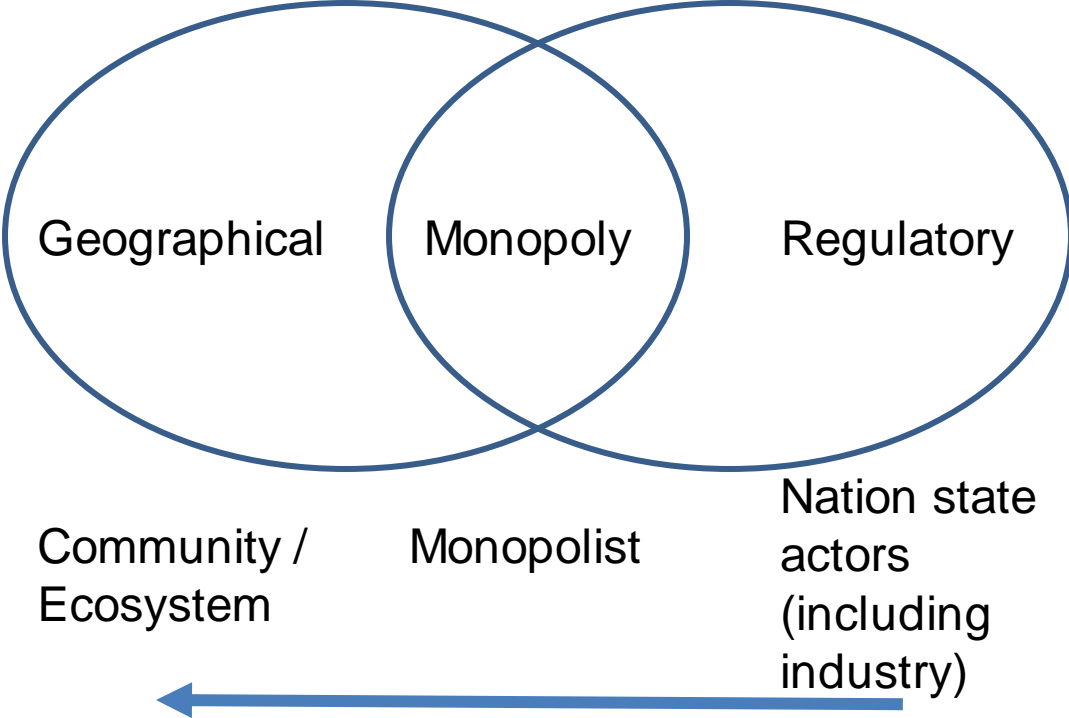 Geographical
Monopoly
Regulatory
Community /
Ecosystem
Monopolist
Nation state
actors
(including
industry)